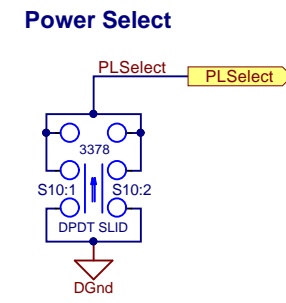 Power Select
PLSelect
PLSelect
3378
S10:1
S10:2
DPDT SLID
DGnd